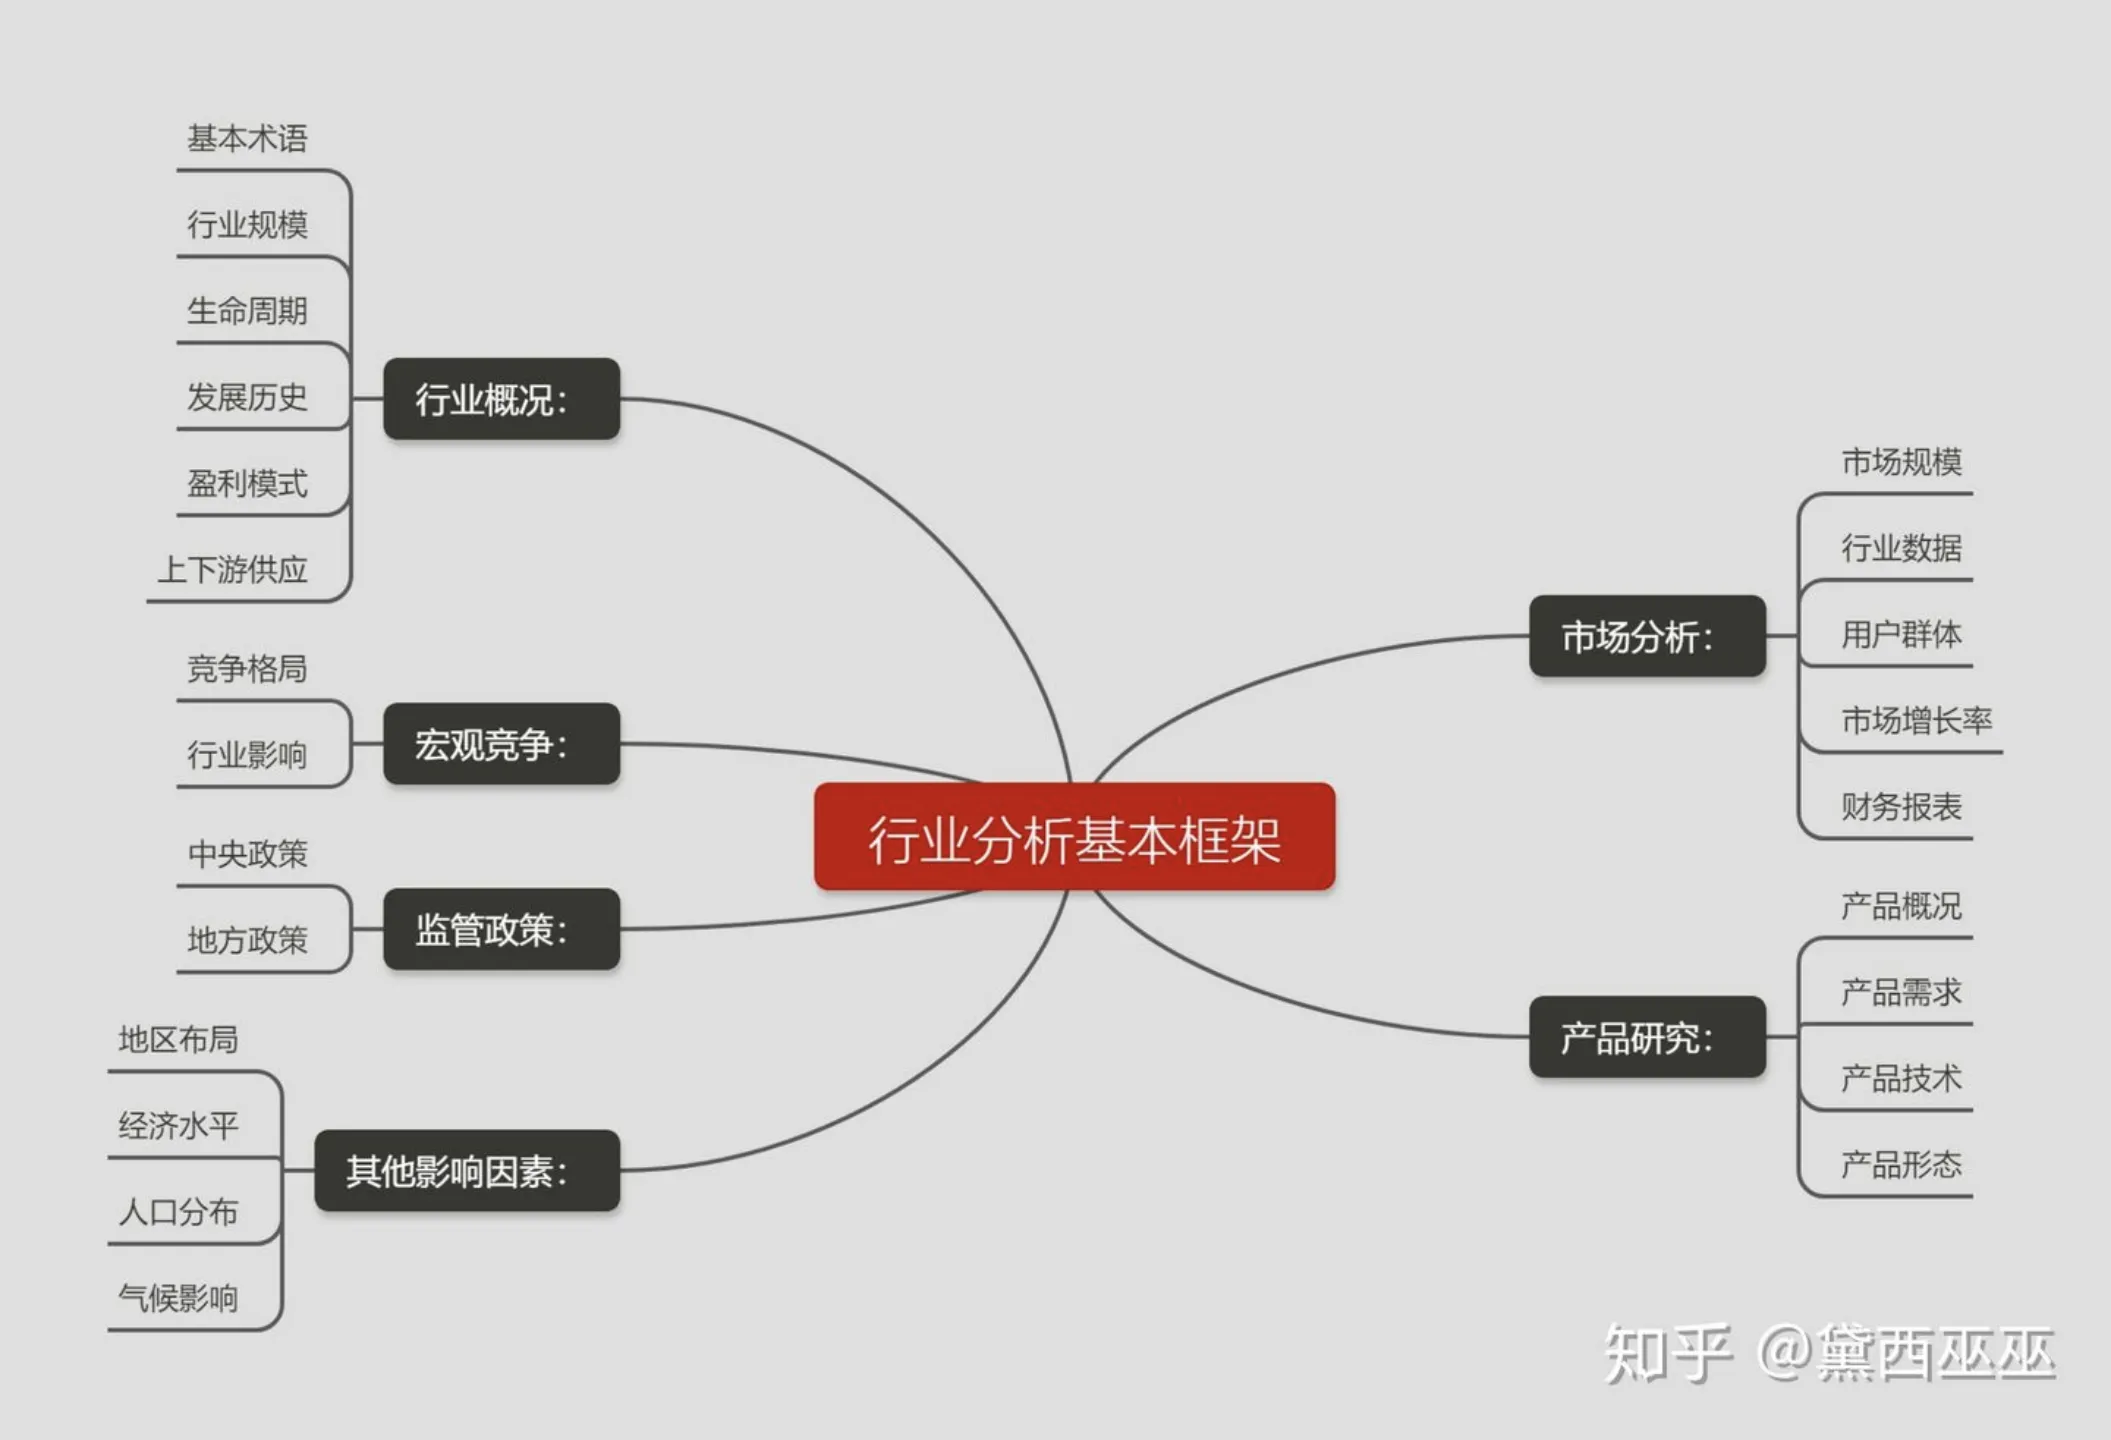 行业分析基本框架
行业概况：
基本术语
行业规模
生命周期
发展历史
盈利模式
上下游供应
宏观竞争：
竞争格局
行业影响
监管政策：
中央政策
地方政策
其他影响因素：
地区布局
经济水平
人口分布
气候影响
市场分析：
市场规模
行业数据
用户群体
市场增长率
财务报表
产品研究：
产品概况
产品需求
产品技术
产品形态
知乎 @黛西巫巫